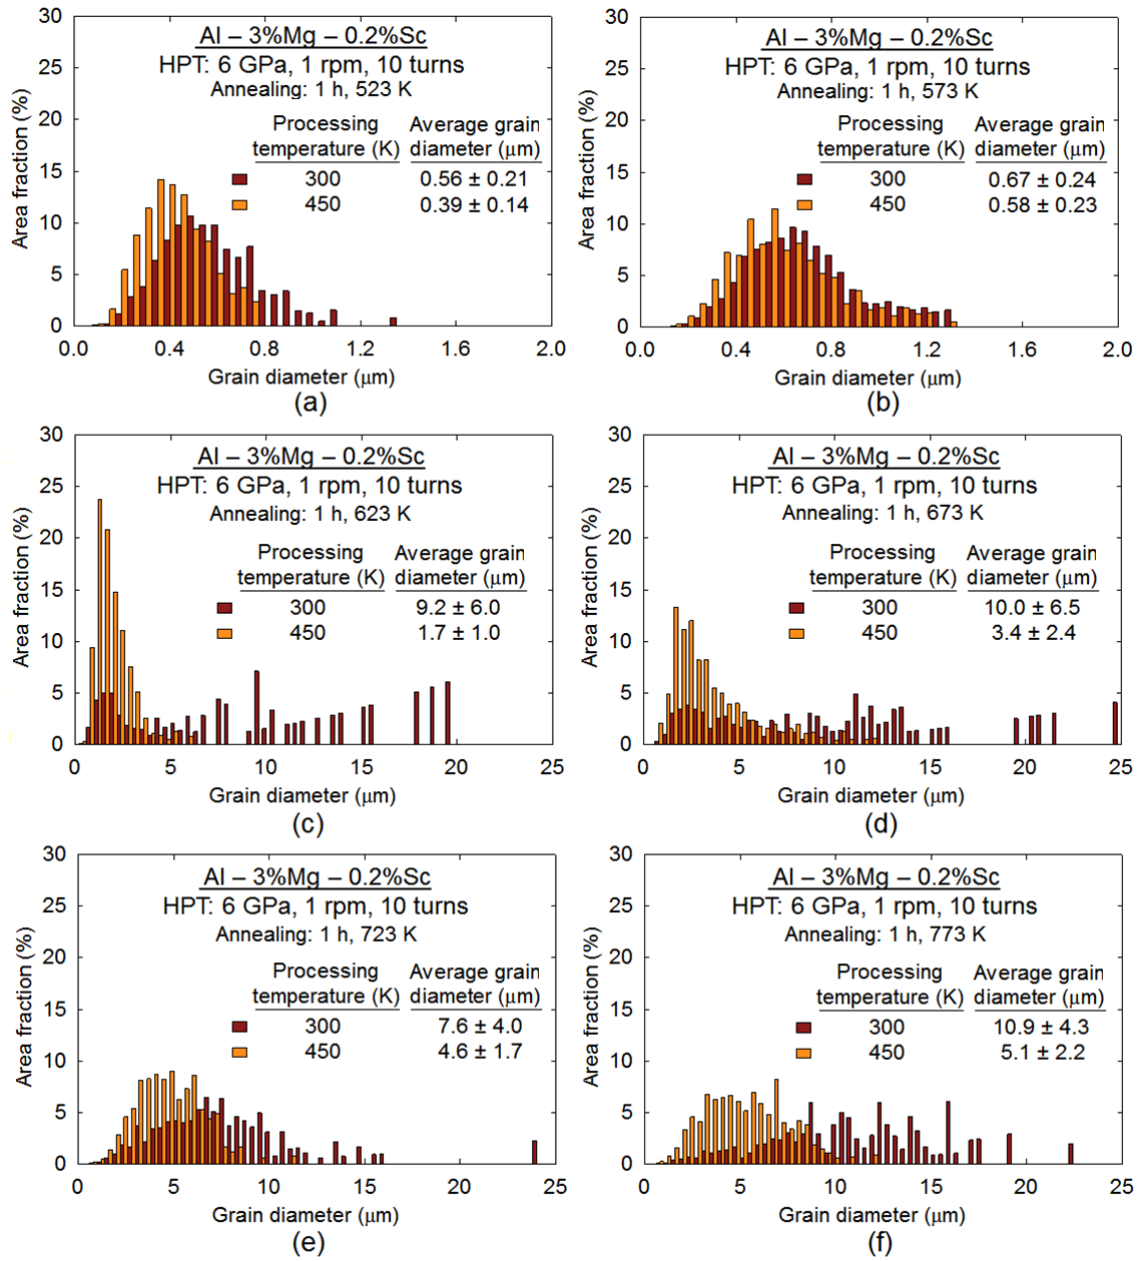 30
25
20
15
10
5
0
Area fraction (%)
Al – 3%Mg – 0.2%Sc
HPT: 6 GPa, 1 rpm, 10 turns
Annealing: 1 h, 523 K
Processing Average grain
temperature (K) diameter (μm)
300 0.56 ± 0.21
450 0.39 ± 0.14
0.0 0.4 0.8 1.2 1.6 2.0
Grain diameter (μm)
(a)
30
25
20
15
10
5
0
Area fraction (%)
Al – 3%Mg – 0.2%Sc
HPT: 6 GPa, 1 rpm, 10 turns
Annealing: 1 h, 573 K
Processing Average grain
temperature (K) diameter (μm)
300 0.67 ± 0.24
450 0.58 ± 0.23
0.0 0.4 0.8 1.2 1.6 2.0
Grain diameter (μm)
(b)
30
25
20
15
10
5
0
Area fraction (%)
Al – 3%Mg – 0.2%Sc
HPT: 6 GPa, 1 rpm, 10 turns
Annealing: 1 h, 623 K
Processing Average grain
temperature (K) diameter (μm)
300 9.2 ± 6.0
450 1.7 ± 1.0
0 5 10 15 20 25
Grain diameter (μm)
(c)
30
25
20
15
10
5
0
Area fraction (%)
Al – 3%Mg – 0.2%Sc
HPT: 6 GPa, 1 rpm, 10 turns
Annealing: 1 h, 673 K
Processing Average grain
temperature (K) diameter (μm)
300 10.0 ± 6.5
450 3.4 ± 2.4
0 5 10 15 20 25
Grain diameter (μm)
(d)
30
25
20
15
10
5
0
Area fraction (%)
Al – 3%Mg – 0.2%Sc
HPT: 6 GPa, 1 rpm, 10 turns
Annealing: 1 h, 723 K
Processing Average grain
temperature (K) diameter (μm)
300 7.6 ± 4.0
450 4.6 ± 1.7
0 5 10 15 20 25
Grain diameter (μm)
(e)
30
25
20
15
10
5
0
Area fraction (%)
Al – 3%Mg – 0.2%Sc
HPT: 6 GPa, 1 rpm, 10 turns
Annealing: 1 h, 773 K
Processing Average grain
temperature (K) diameter (μm)
300 10.9 ± 4.3
450 5.1 ± 2.2
0 5 10 15 20 25
Grain diameter (μm)
(f)